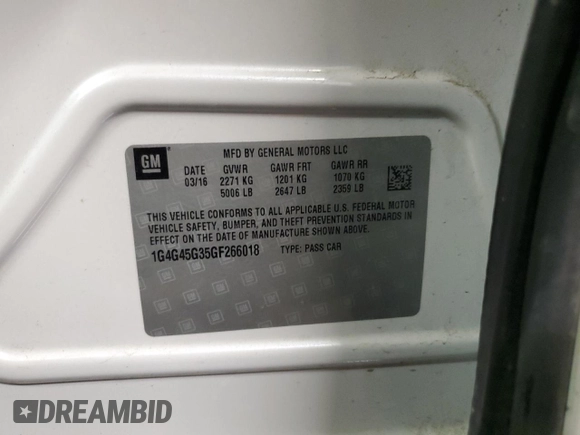 GM
MFD BY GENERAL MOTORS LLC
DATE GVWR GAWR FRT GAWR RR
03/16 2271 KG 1201 KG 1070 KG
5006 LB 2647 LB 2359 LB
THIS VEHICLE CONFORMS TO ALL APPLICABLE U.S. FEDERAL MOTOR
VEHICLE SAFETY, BUMPER, AND THEFT PREVENTION STANDARDS IN
EFFECT ON THE DATE OF MANUFACTURE SHOWN ABOVE.
1G4G45G35GF266018 TYPE: PASS CAR
DREAMBID